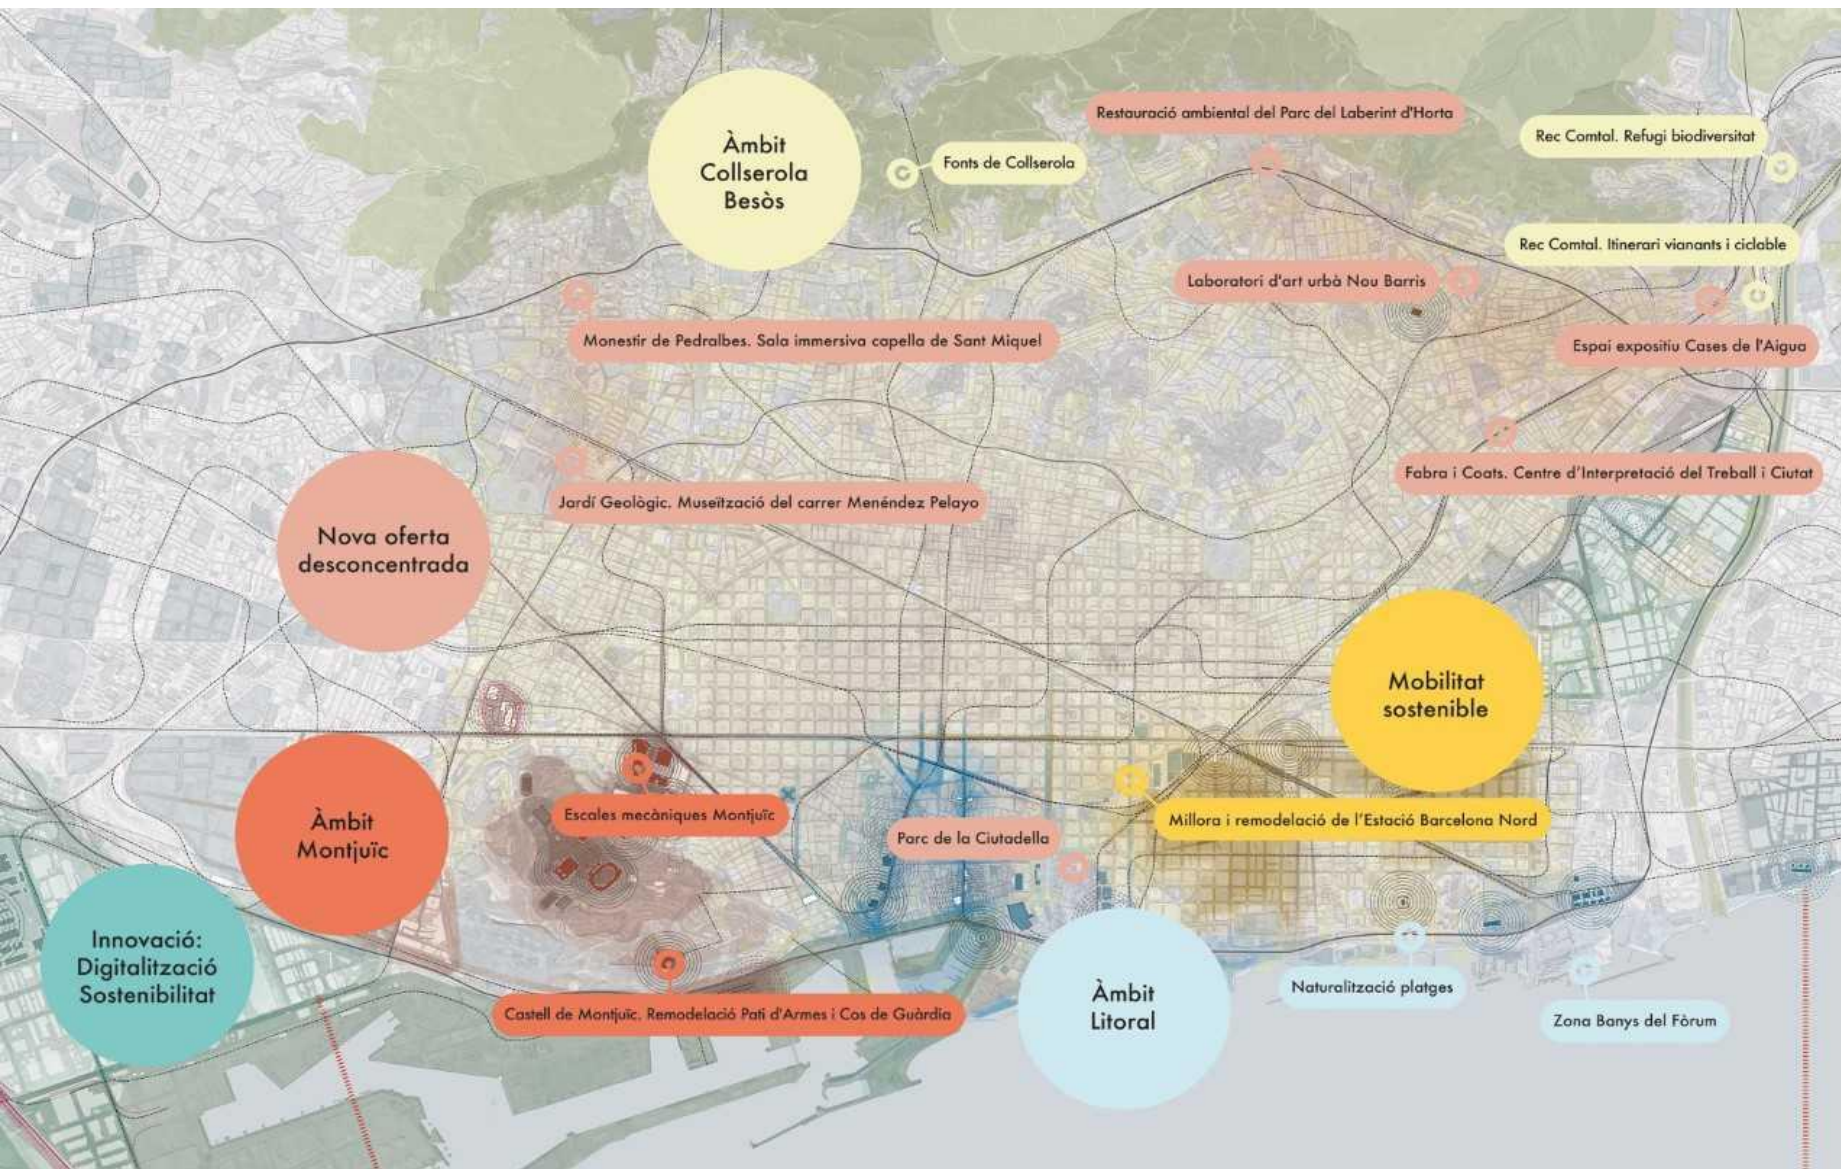 Restauració ambiental del Parc del Laberint d'Horta
Rec Comtal. Refugi biodiversitat
Àmbit
Collserola
Besòs
Fonts de Collserola
Rec Comtal. Itinerari vianants i ciclable
Laboratori d'art urbà Nou Barris
Monestir de Pedralbes. Sala immersiva capella de Sant Miquel
Espai expositiu Cases de l'Aigua
Fabra i Coats. Centre d'Interpretació del Treball i Ciutat
Jardí Geològic. Museïtzació del carrer Menéndez Pelayo
Nova oferta
desconcentrada
Mobilitat
sostenible
Escales mecàniques Montjuïc
Millora i remodelació de l'Estació Barcelona Nord
Àmbit
Montjuïc
Parc de la Ciutadella
Innovació:
Digitalització
Sostenibilitat
Naturalització platges
Àmbit
Litoral
Castell de Montjuïc. Remodelació Pati d'Armes i Cos de Guàrdia
Zona Banys del Fòrum